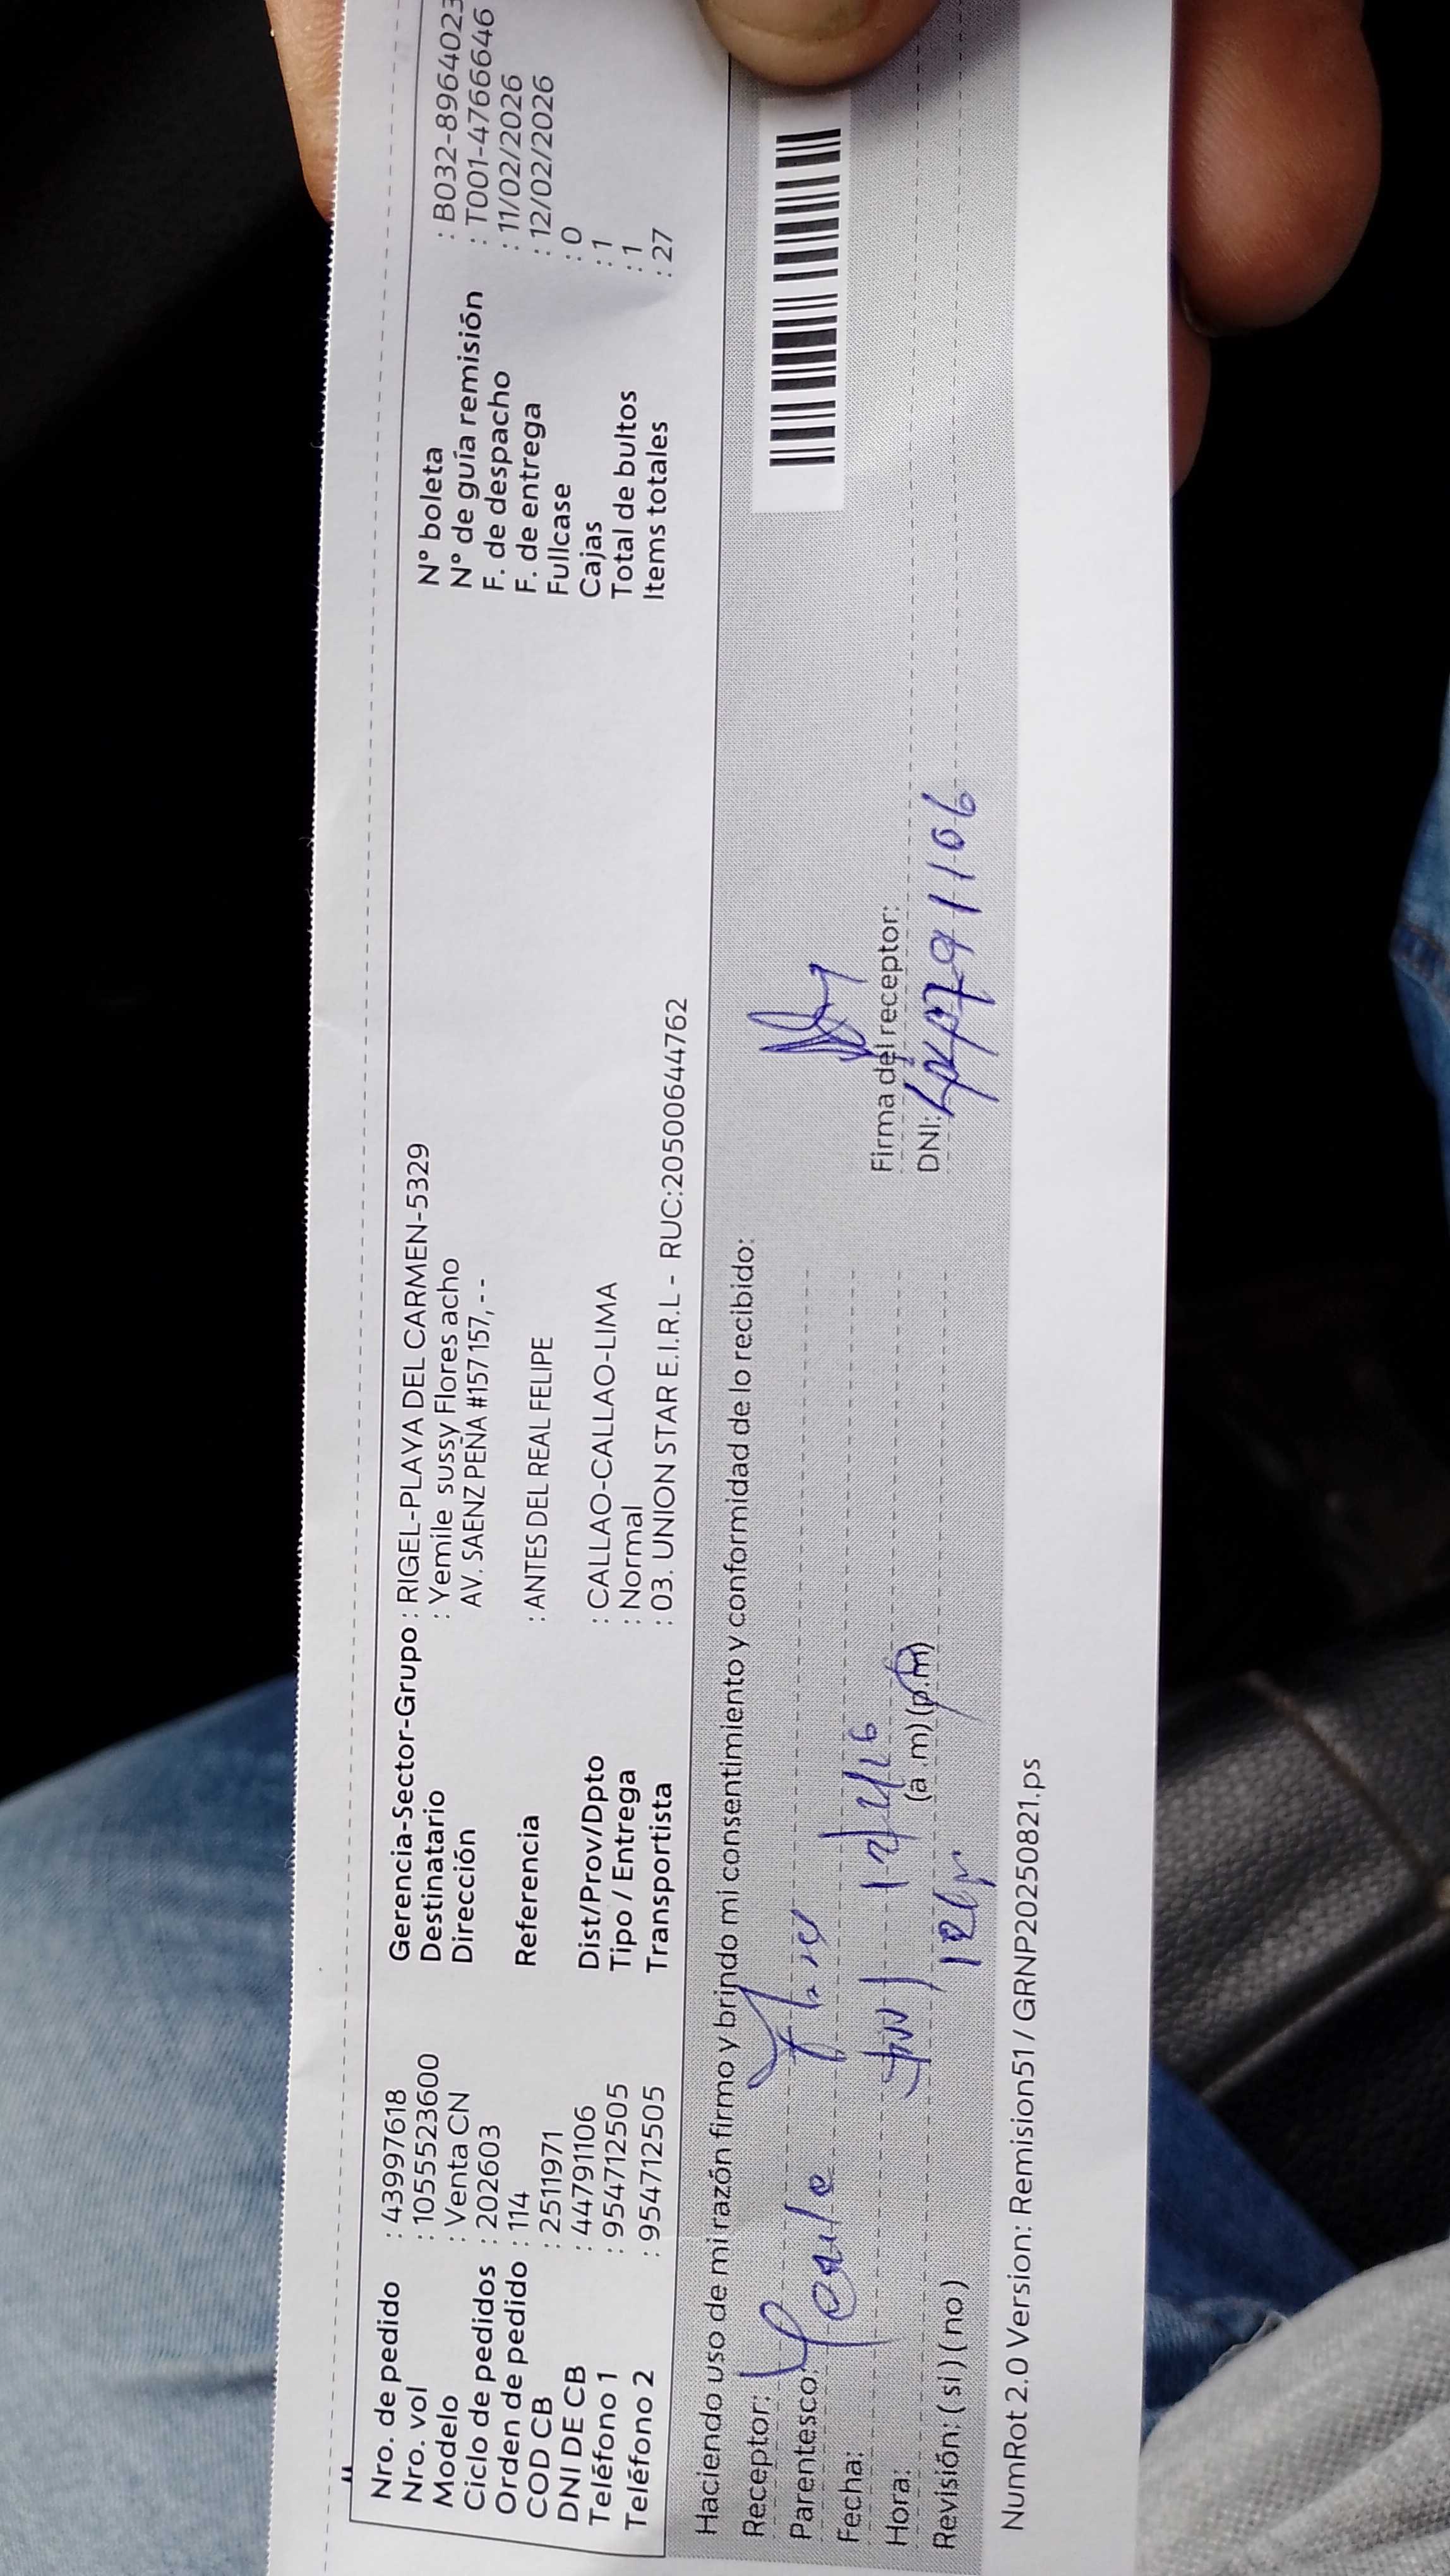 Nro. de pedido : 43997618
Nro. vol : 1055523600
Modelo : Venta CN
Ciclo de pedidos : 202603
Orden de pedido : 114
COD CB : 2511971
DNI DE CB : 44791106
Teléfono 1 : 954712505
Teléfono 2 : 954712505
Gerencia-Sector-Grupo : RIGEL-PLAYA DEL CARMEN-5329
Destinatario : Yemile sussy Flores acho
Dirección AV. SAENZ PEÑA #157 157, - -
Referencia : ANTES DEL REAL FELIPE
Dist/Prov/Dpto : CALLAO-CALLAO-LIMA
Tipo / Entrega : Normal
Transportista : 03. UNION STAR E.I.R.L - RUC:20500644762
N° boleta : B032-8964023
N° de guía remisión : T001-4766646
F. de despacho : 11/02/2026
F. de entrega : 12/02/2026
Fullcase : 0
Cajas : 1
Total de bultos : 1
Items totales : 27
Haciendo uso de mi razón firmo y brindo mi consentimiento y conformidad de lo recibido:
Receptor:
Parentesco:
Fecha: 12/2/26
Hora: (a . m) (p.m)
Revisión: ( si ) ( no )
Firma del receptor:
DNI: 44791106
NumRot 2.0 Version: Remision51 / GRNP20250821.ps